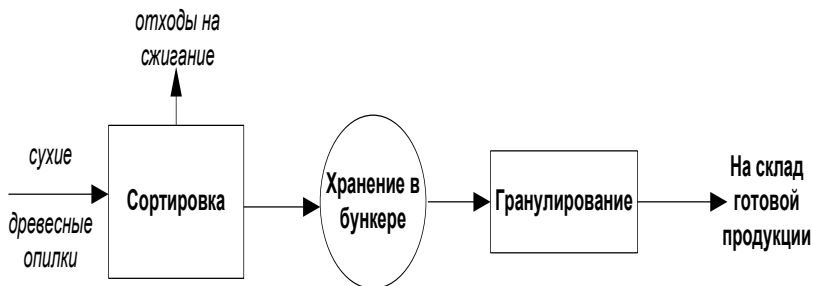 отходы на
сжигание
сухие
древесные
опилки
Сортировка
Хранение в
бункере
Гранулирование
На склад
готовой
продукции